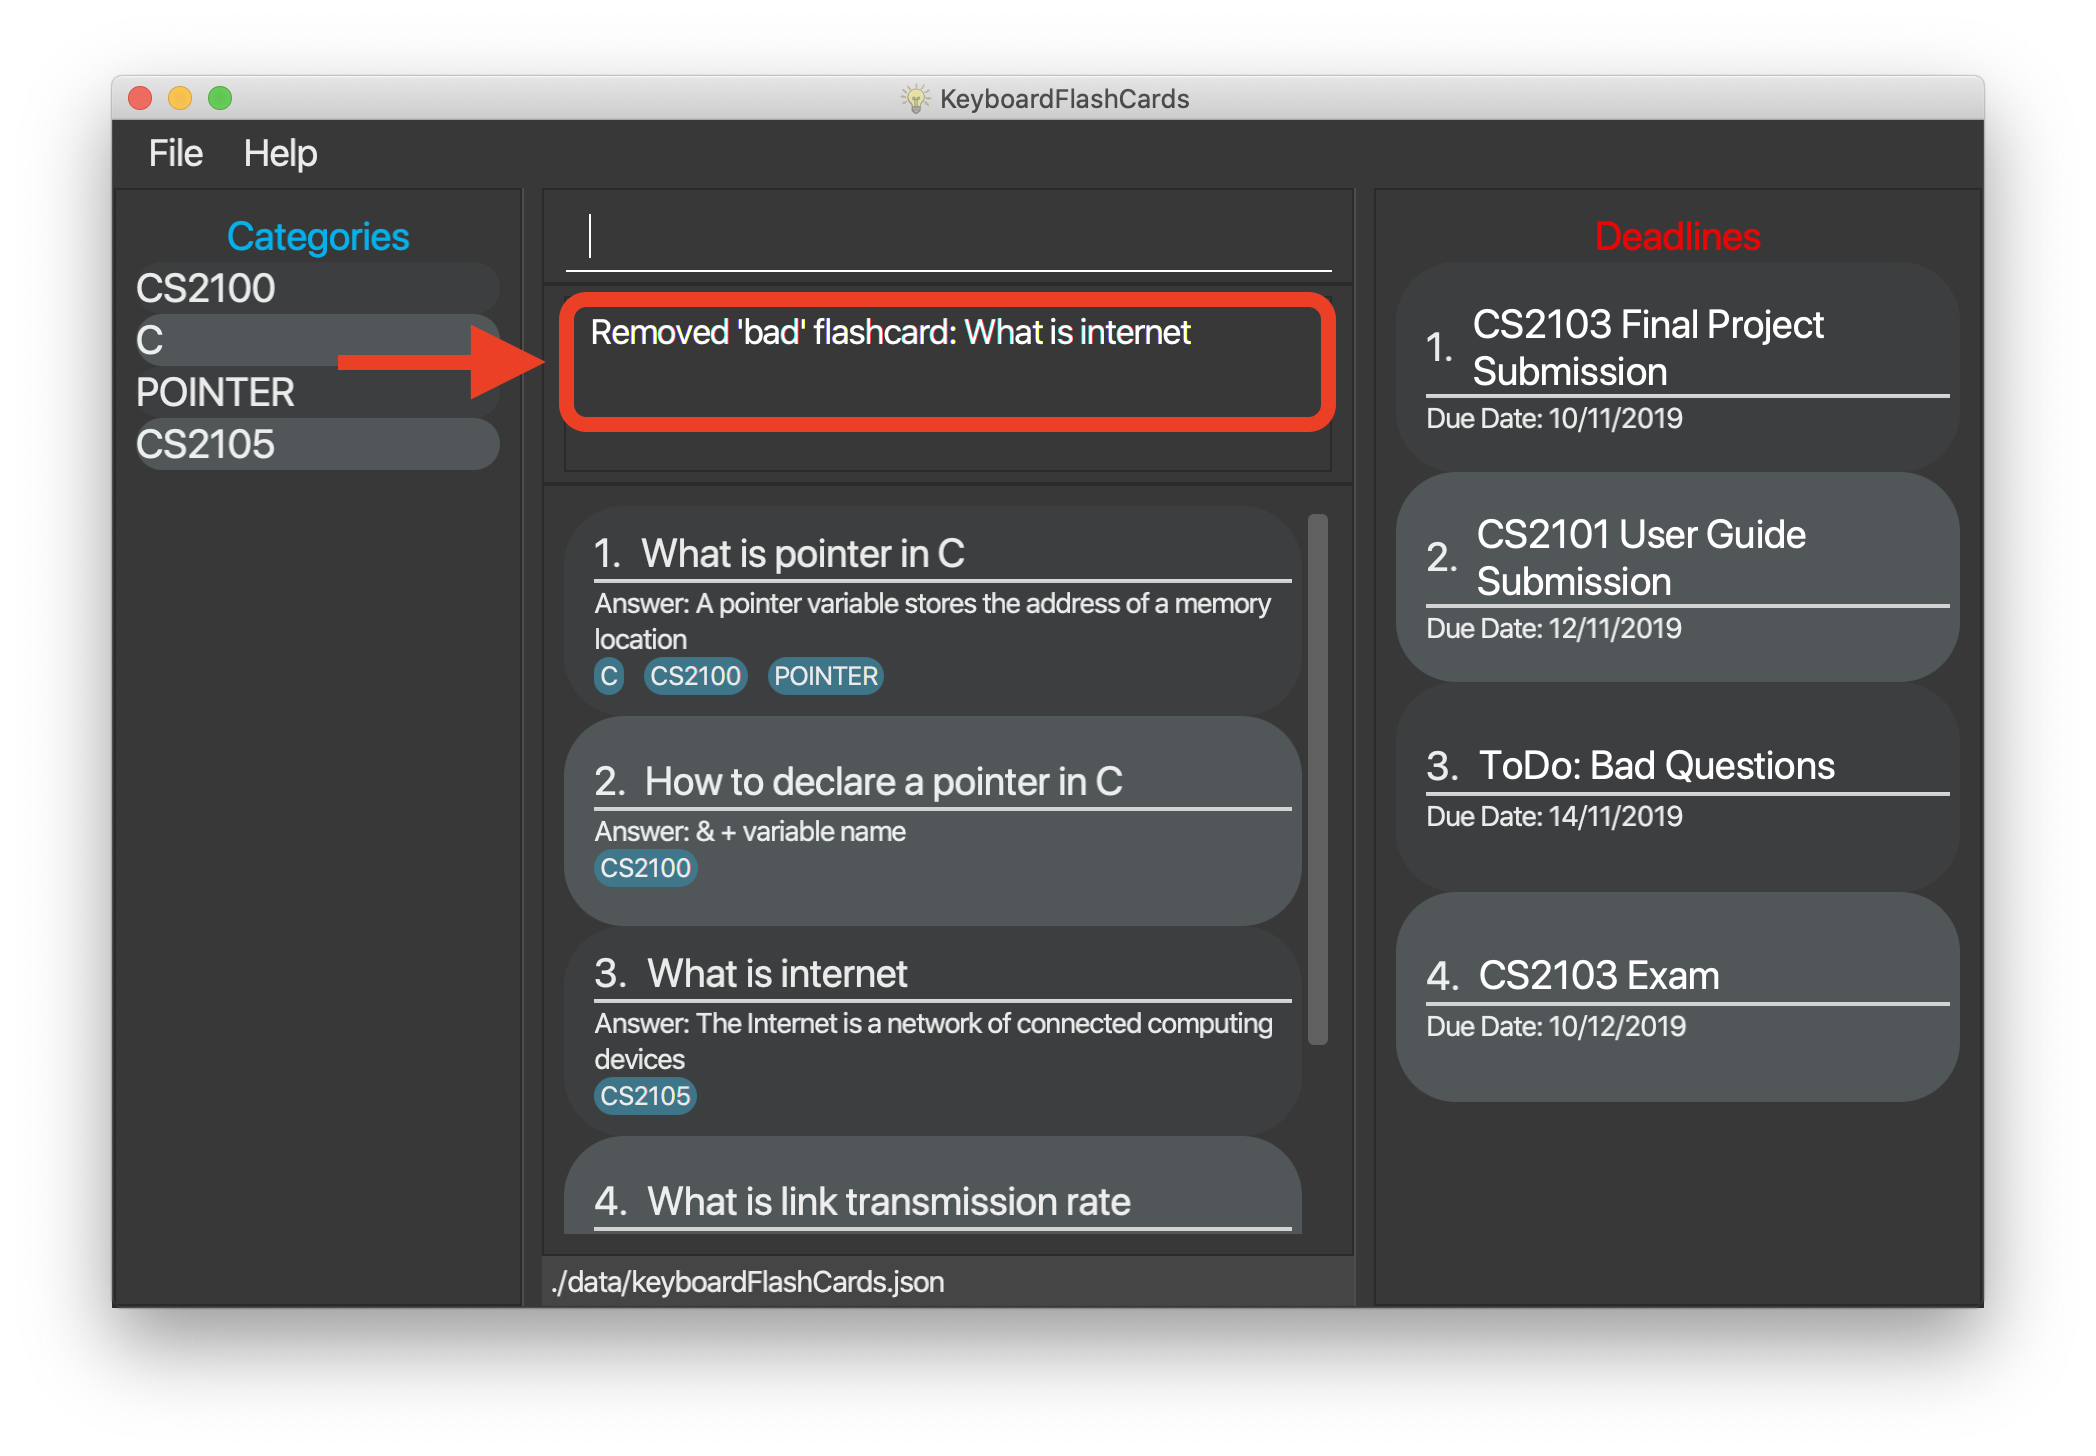 KeyboardFlashCards
File Help
Categories
CS2100
C
POINTER
CS2105
Removed 'bad' flashcard: What is internet
1. What is pointer in C
Answer: A pointer variable stores the address of a memory
location
C CS2100 POINTER
2. How to declare a pointer in C
Answer: & + variable name
CS2100
3. What is internet
Answer: The Internet is a network of connected computing
devices
CS2105
4. What is link transmission rate
./data/keyboardFlashCards.json
Deadlines
1. CS2103 Final Project
Submission
Due Date: 10/11/2019
2. CS2101 User Guide
Submission
Due Date: 12/11/2019
3. ToDo: Bad Questions
Due Date: 14/11/2019
4. CS2103 Exam
Due Date: 10/12/2019